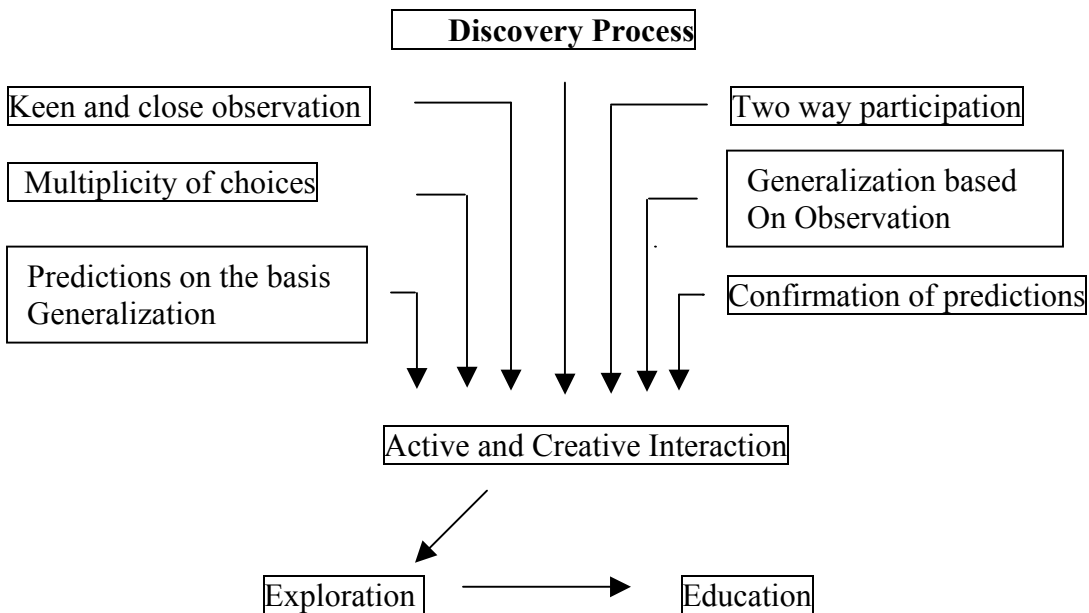 Discovery Process
Keen and close observation
Two way participation
Multiplicity of choices
Generalization based
On Observation
Predictions on the basis
Generalization
Confirmation of predictions
Active and Creative Interaction
Exploration
Education